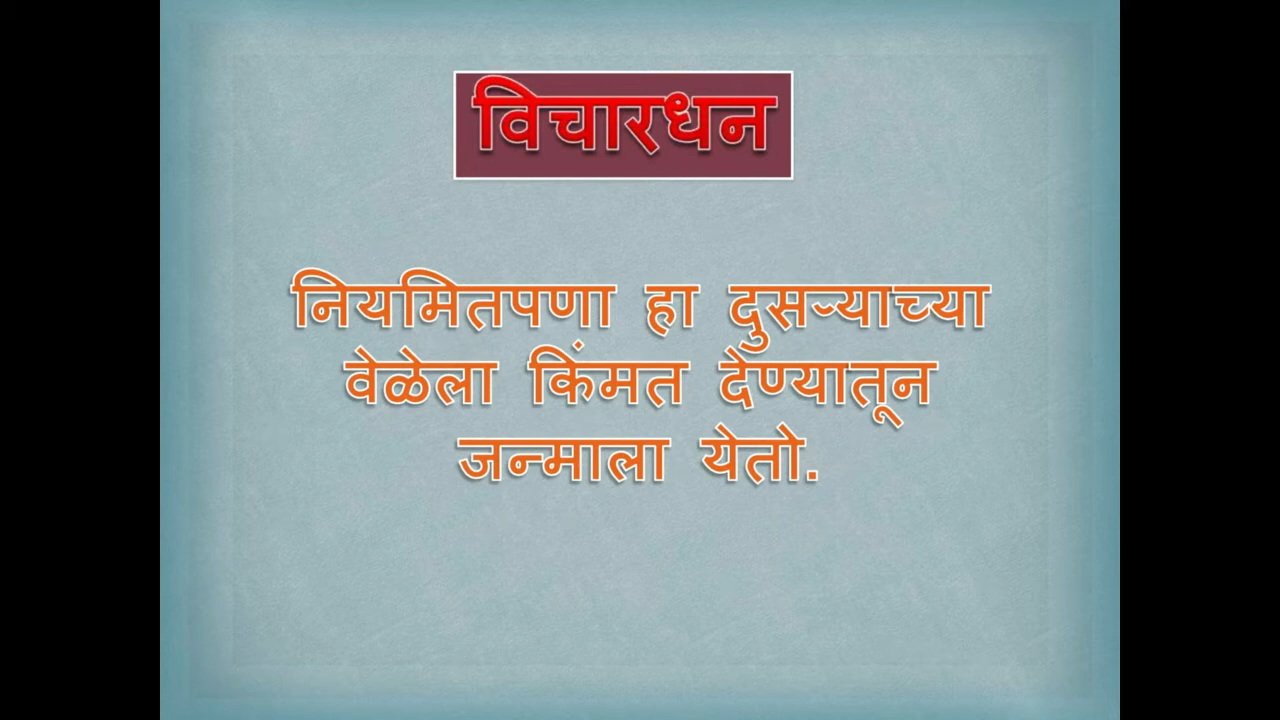 विचारधन
नियमितपणा हा दुसऱ्याच्या
वेळेला किंमत देण्यातून
जन्माला येतो.